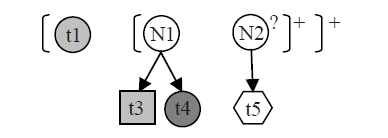 [ t1 [ N1 N2 ? ] + ] +
t3 t4 t5